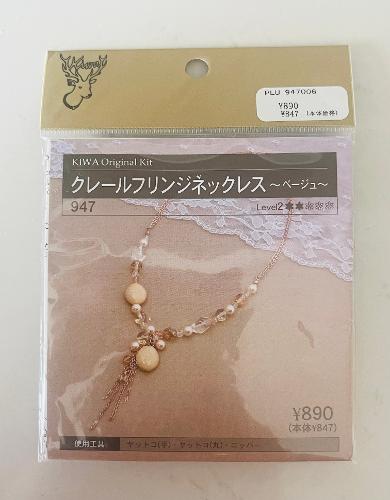 PLU 947006
¥890
¥847 (本体価格)
Kiwa
KIWA Original Kit
クレールフリンジネックレス ～ベージュ～
947
Level2
¥890
(本体¥847)
使用工具
ヤットコ(平)・ヤットコ(丸)・ニッパー